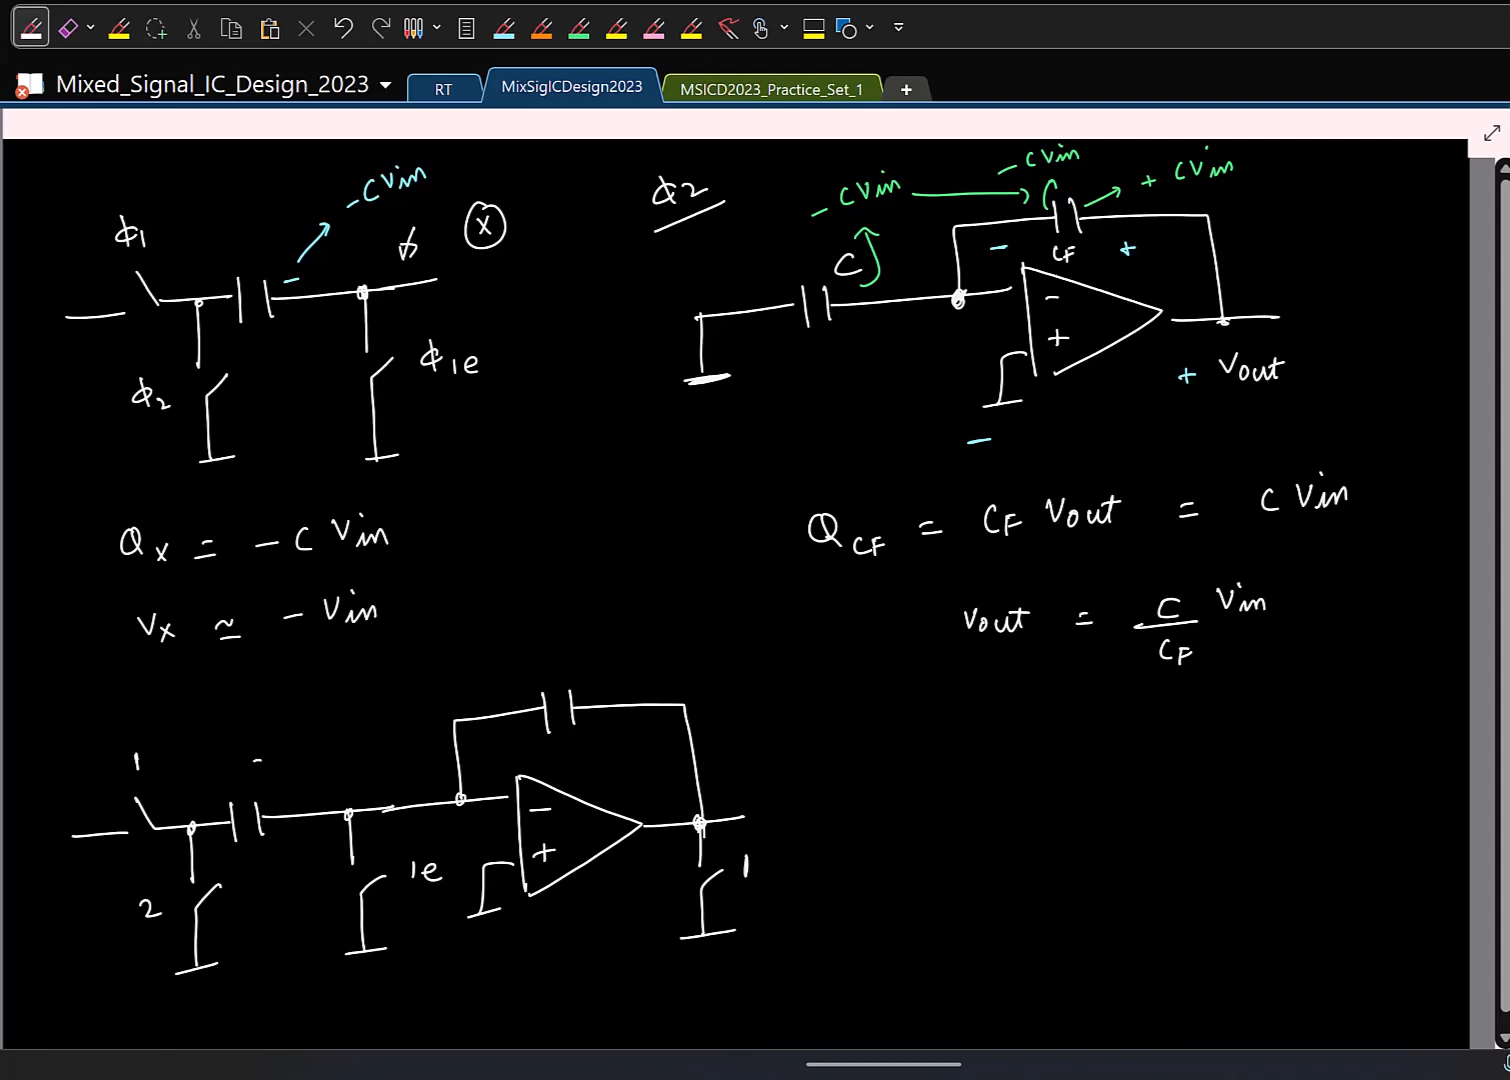 Mixed_Signal_IC_Design_2023
RT
MixSigICDesign2023
MSICD2023_Practice_Set_1
+
ϕ1
-
-CVin
ϕ
X
ϕ2
ϕ1e
Qx = - C Vin
Vx ≃ - Vin
ϕ2
-CVin
-CVin
+ CVin
C
-
CF
+
-
+
+ Vout
-
QCF = CF Vout = C Vin
Vout = C/CF Vin
1
-
2
1e
-
+
1